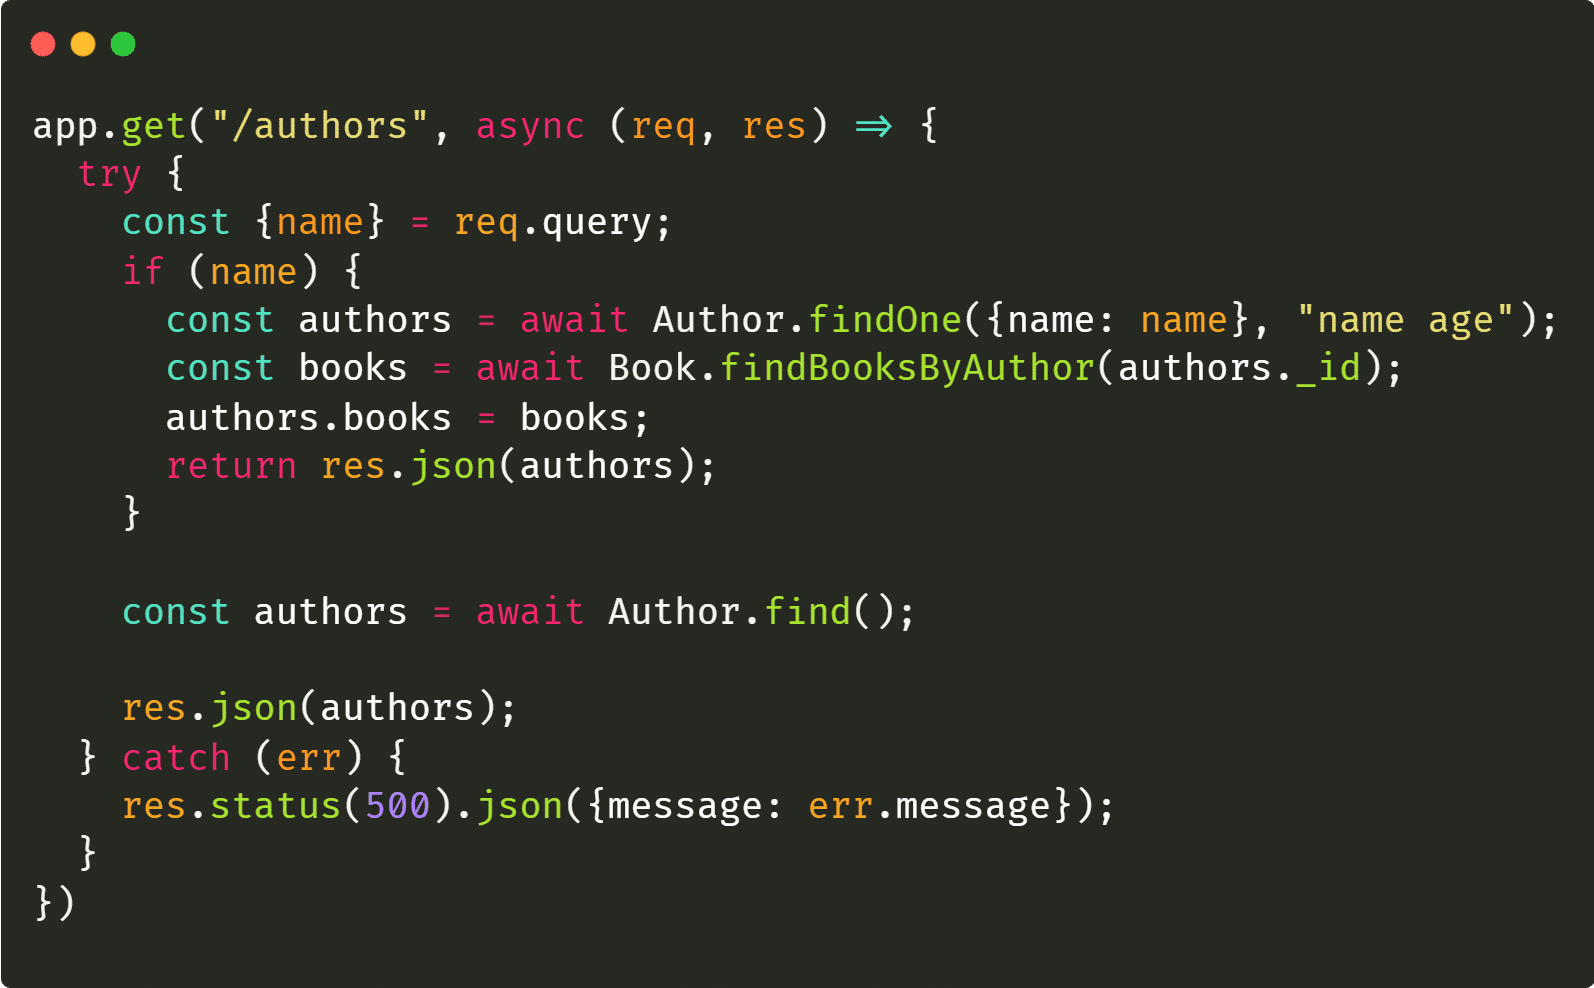 app.get("/authors", async (req, res) => {
  try {
    const {name} = req.query;
    if (name) {
      const authors = await Author.findOne({name: name}, "name age");
      const books = await Book.findBooksByAuthor(authors._id);
      authors.books = books;
      return res.json(authors);
    }

    const authors = await Author.find();

    res.json(authors);
  } catch (err) {
    res.status(500).json({message: err.message});
  }
})